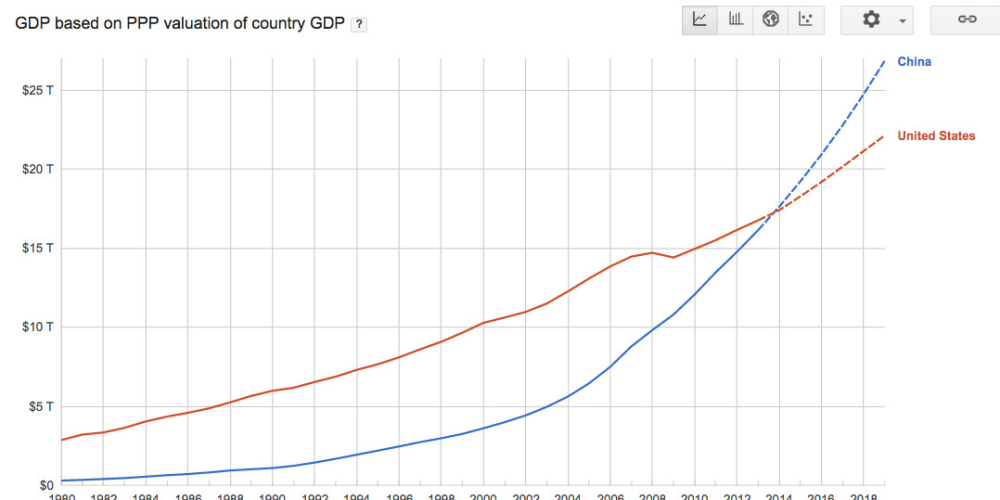 GDP based on PPP valuation of country GDP ?
China
$25 T
United States
$20 T
$15 T
$10 T
$5 T
$0
1980 1982 1984 1986 1988 1990 1992 1994 1996 1998 2000 2002 2004 2006 2008 2010 2012 2014 2016 2018